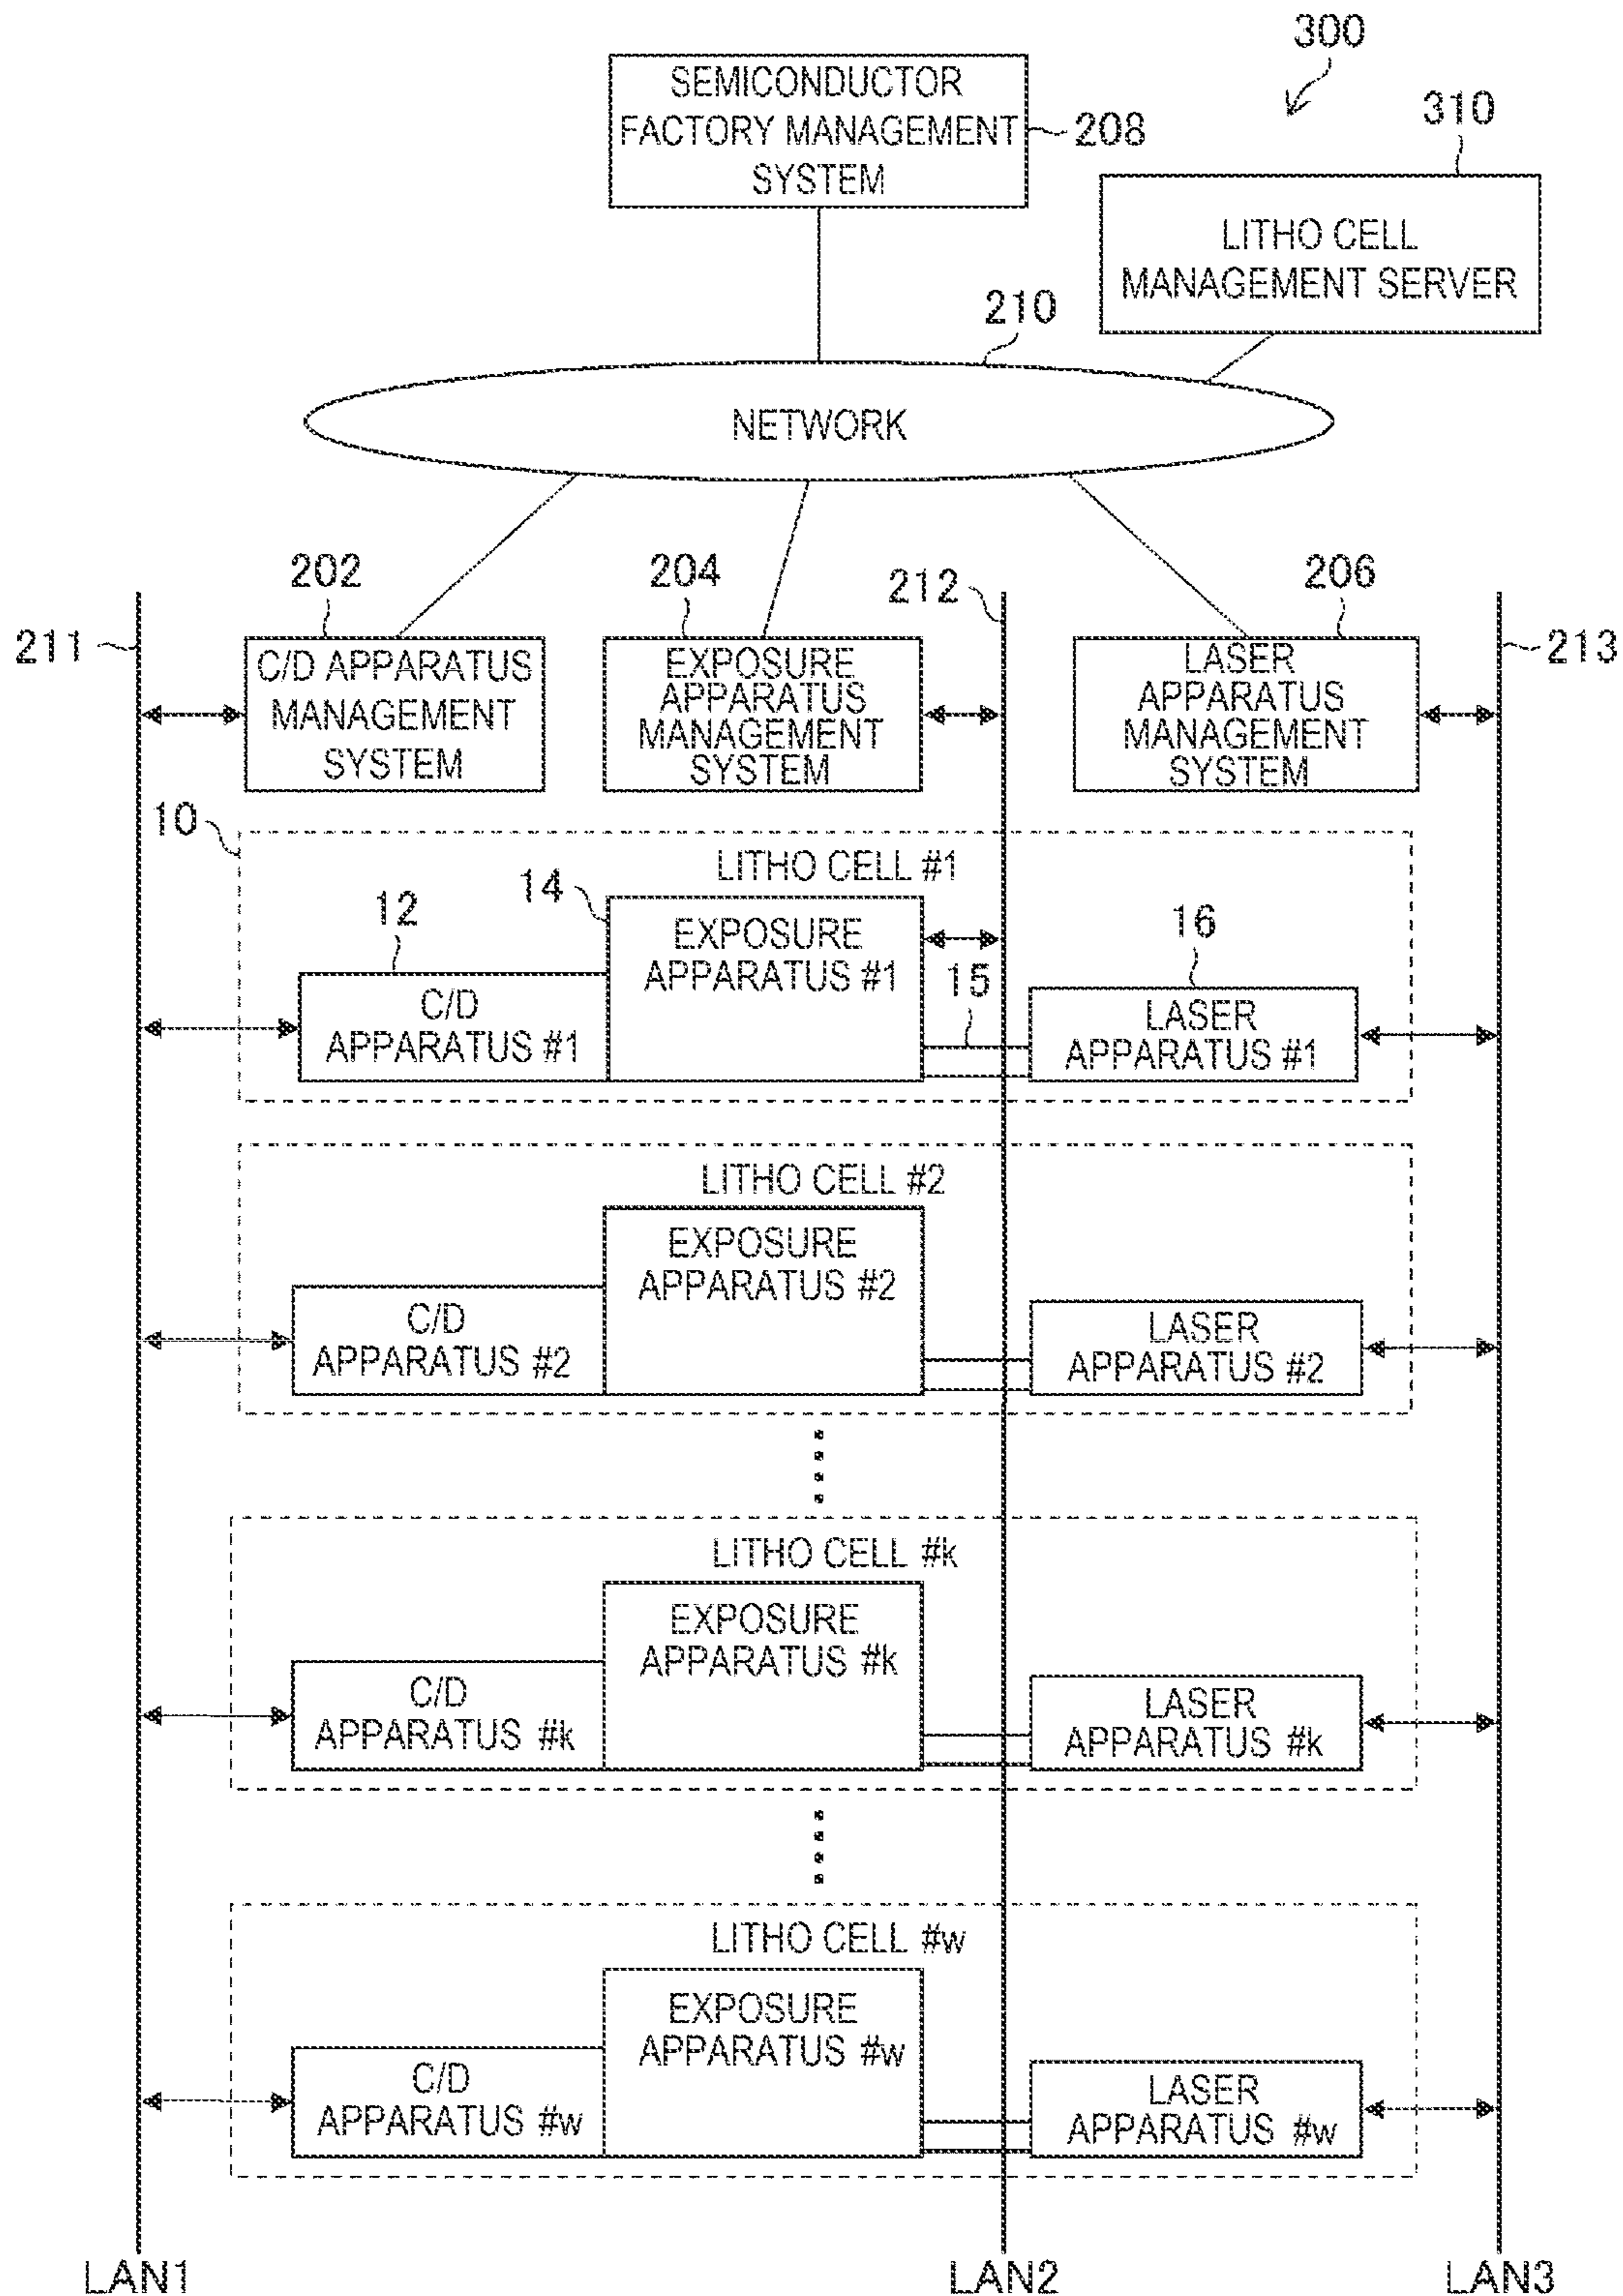 300
SEMICONDUCTOR
FACTORY MANAGEMENT
SYSTEM
208
310
LITHO CELL
MANAGEMENT SERVER
210
NETWORK
202
204
212
206
211
213
C/D APPARATUS
MANAGEMENT
SYSTEM
EXPOSURE
APPARATUS
MANAGEMENT
SYSTEM
LASER
APPARATUS
MANAGEMENT
SYSTEM
10
LITHO CELL #1
12
14
EXPOSURE
APPARATUS #1
15
16
C/D
APPARATUS #1
LASER
APPARATUS #1
LITHO CELL #2
EXPOSURE
APPARATUS #2
C/D
APPARATUS #2
LASER
APPARATUS #2
LITHO CELL #k
EXPOSURE
APPARATUS #k
C/D
APPARATUS #k
LASER
APPARATUS #k
LITHO CELL #w
EXPOSURE
APPARATUS #w
C/D
APPARATUS #w
LASER
APPARATUS #w
LAN1
LAN2
LAN3